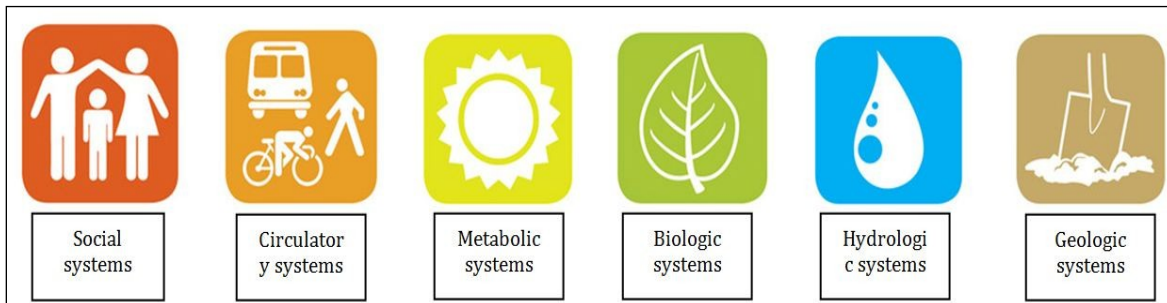 Social
systems
Circulator
y systems
Metabolic
systems
Biologic
systems
Hydrologi
c systems
Geologic
systems